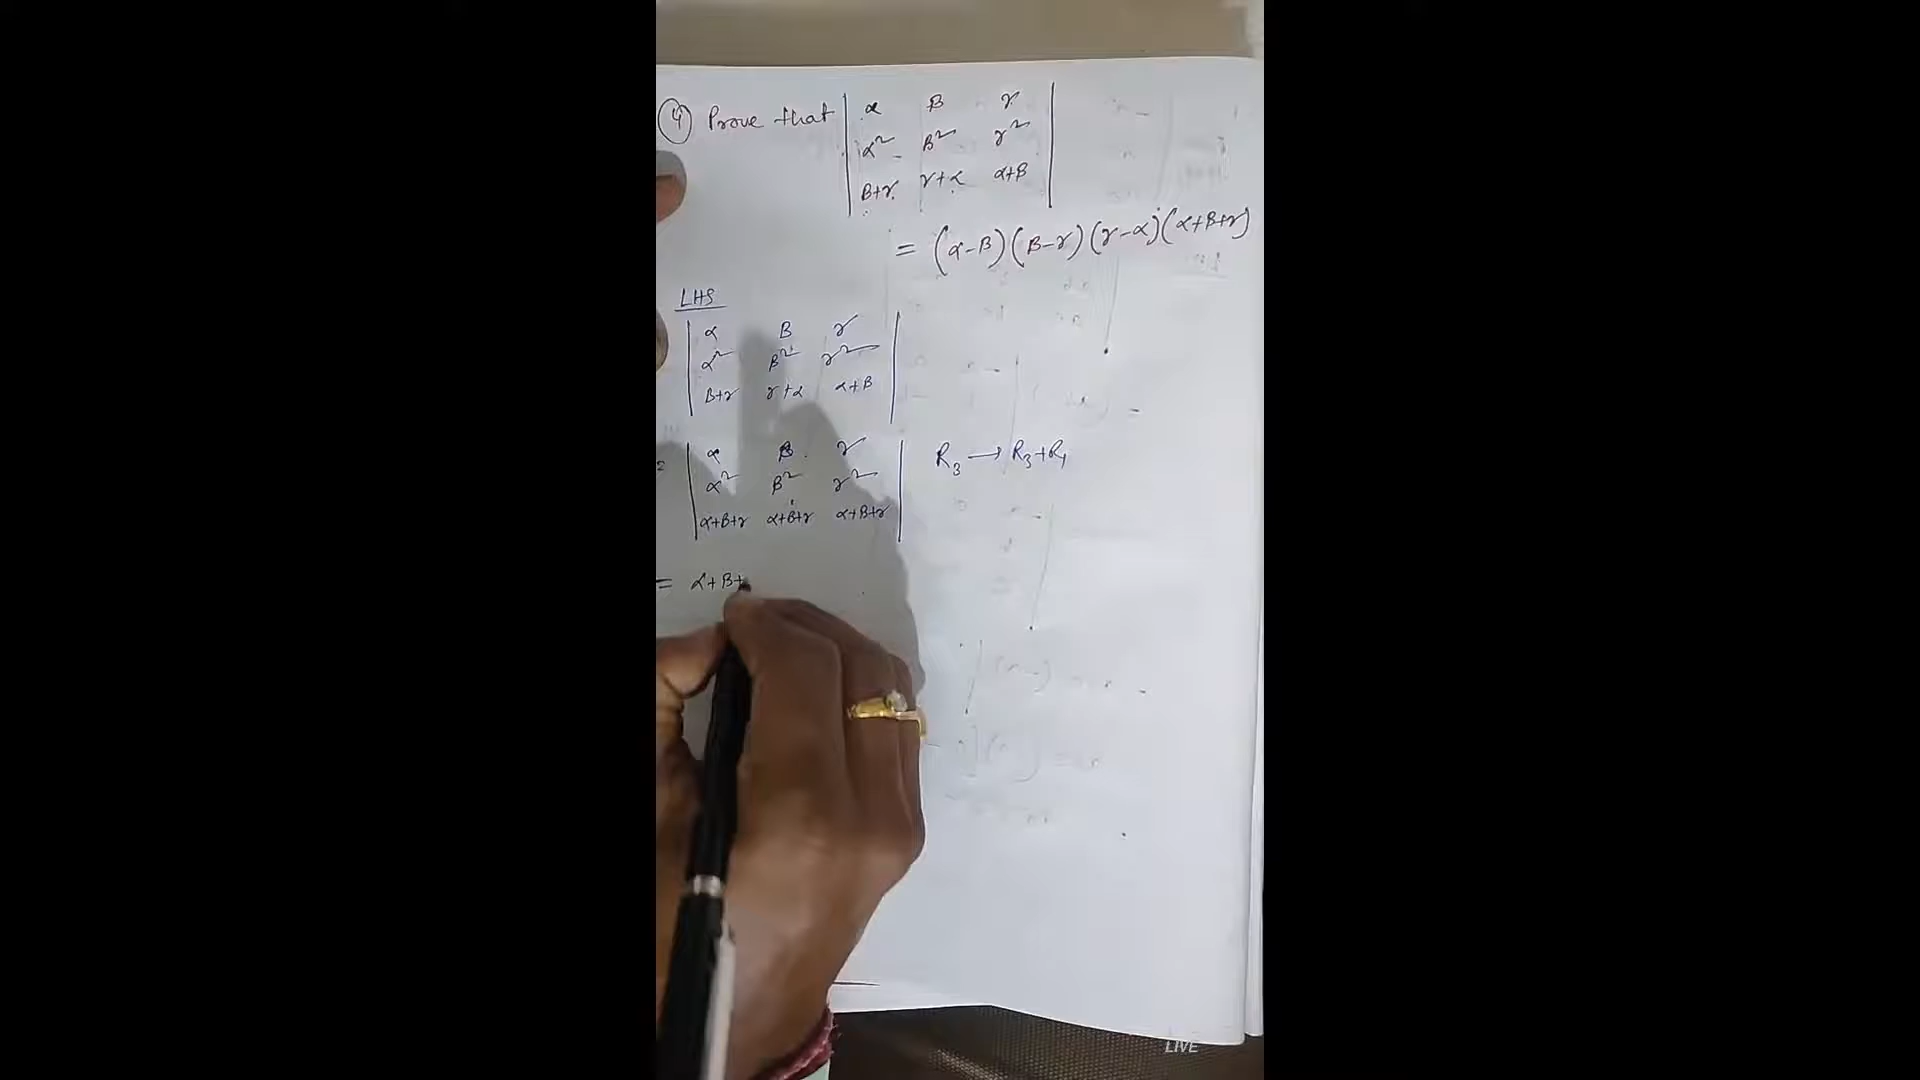 4 Prove that | α β γ |
| α² β² γ² |
| β+γ γ+α α+β |
= (α-β)(β-γ)(γ-α)(α+β+γ)
LHS
| α β γ |
| α² β² γ² |
| β+γ γ+α α+β |
= | α β γ | R₃ → R₃+R₁
| α² β² γ² |
| α+β+γ α+β+γ α+β+γ |
= α+β+
LIVE